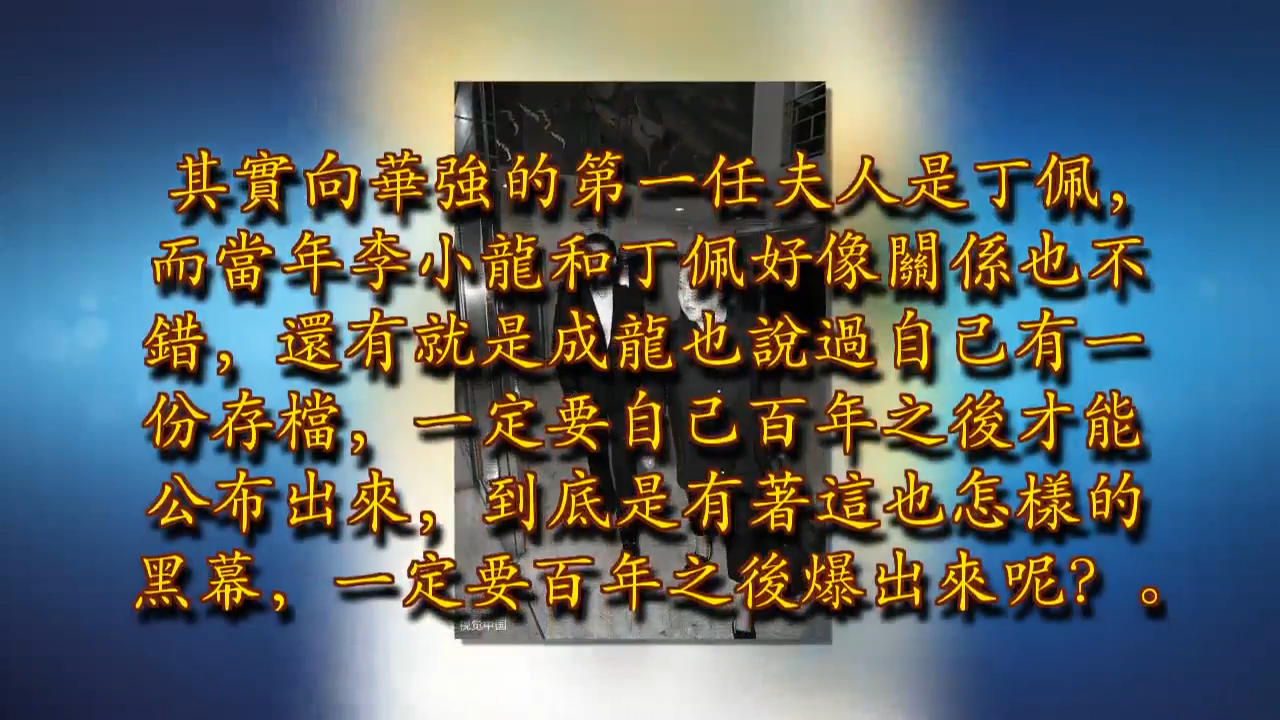 其實向華強的第一任夫人是丁佩，
而當年李小龍和丁佩好像關係也不
錯，還有就是成龍也說過自己有一
份存檔，一定要自己百年之後才能
公布出來，到底是有著這也怎樣的
黑幕，一定要百年之後爆出來呢？。
视觉中国